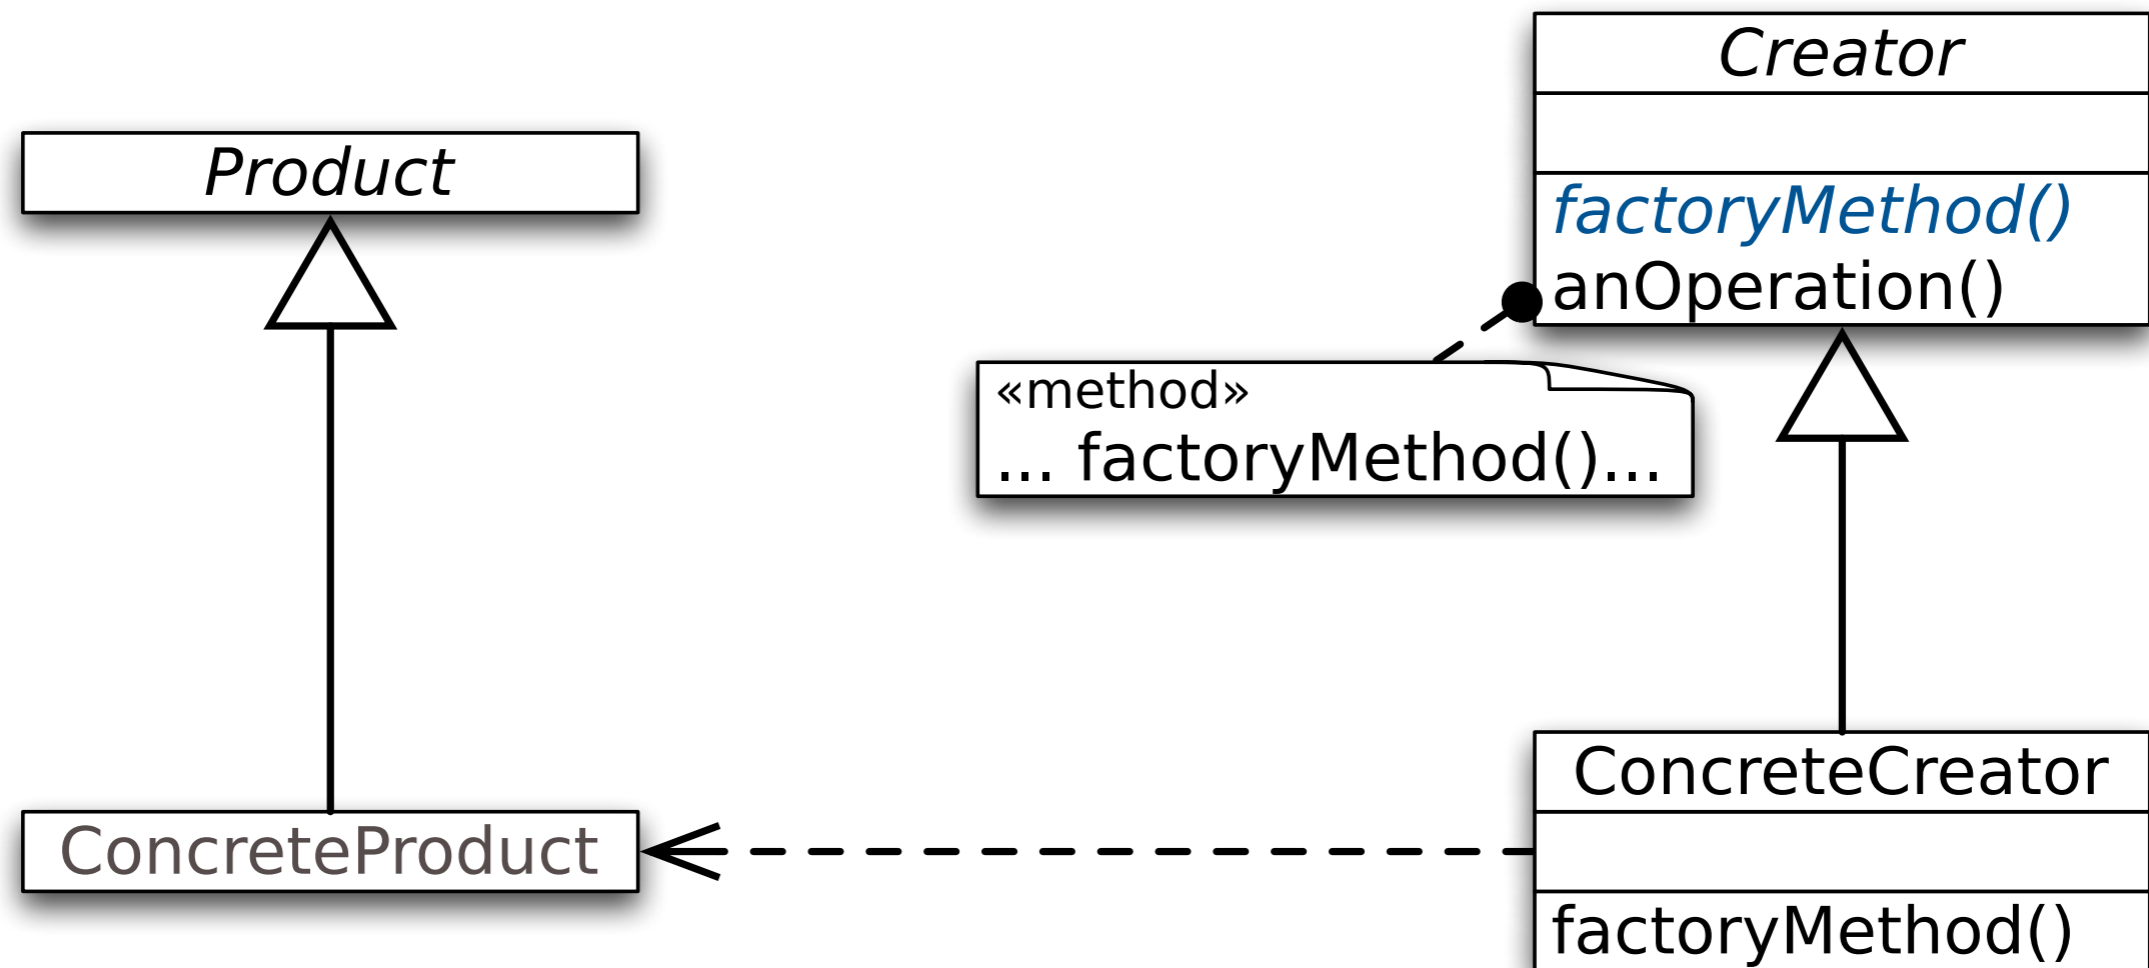 Creator
Product
factoryMethod()
anOperation()
«method»
... factoryMethod()...
ConcreteCreator
ConcreteProduct
factoryMethod()